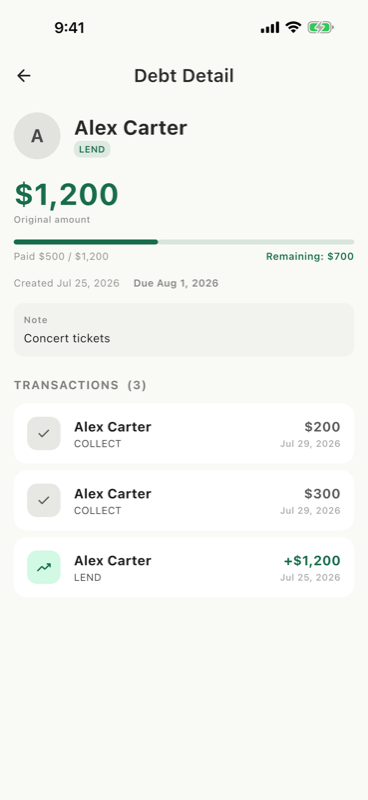 9:41
Debt Detail
A
Alex Carter
LEND
$1,200
Original amount
Paid $500 / $1,200
Remaining: $700
Created Jul 25, 2026
Due Aug 1, 2026
Note
Concert tickets
TRANSACTIONS (3)
Alex Carter
$200
COLLECT
Jul 29, 2026
Alex Carter
$300
COLLECT
Jul 29, 2026
Alex Carter
+$1,200
LEND
Jul 25, 2026